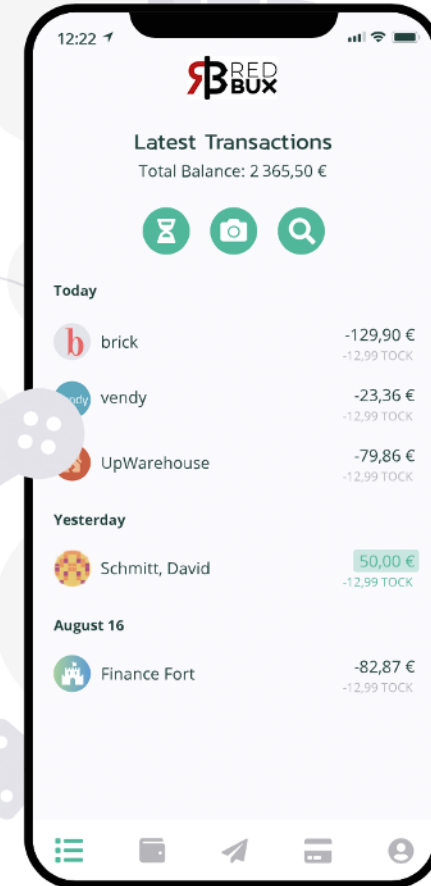 12:22
RED
BUX
Latest Transactions
Total Balance: 2 365,50 €
Today
brick
-129,90 €
-12,99 TOCK
vendy
-23,36 €
-12,99 TOCK
UpWarehouse
-79,86 €
-12,99 TOCK
Yesterday
Schmitt, David
50,00 €
-12,99 TOCK
August 16
Finance Fort
-82,87 €
-12,99 TOCK